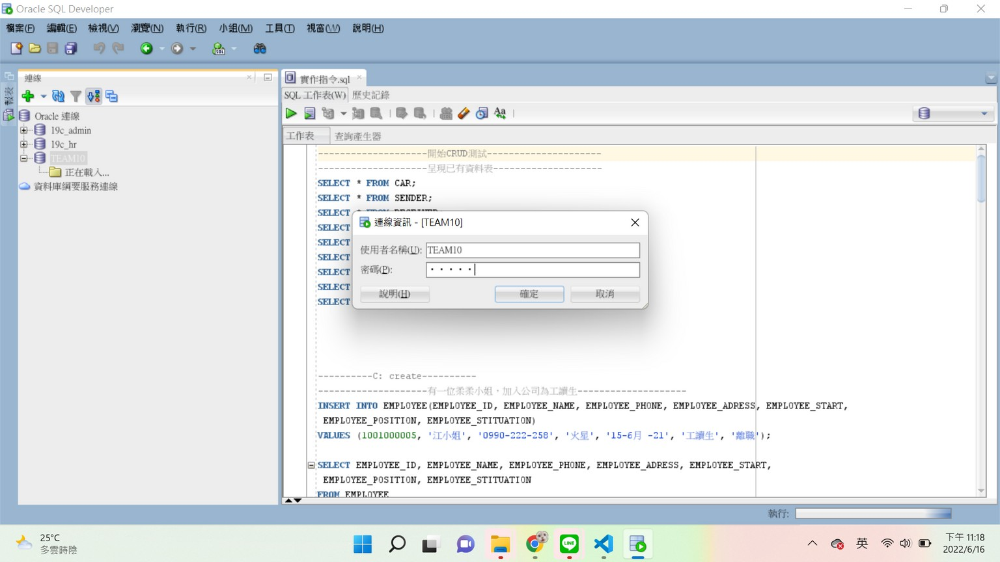 Oracle SQL Developer
檔案(F) 編輯(E) 檢視(V) 瀏覽(N) 執行(R) 小組(M) 工具(T) 視窗(W) 說明(H)
連線
Oracle 連線
19c_admin
19c_hr
TEAM10
正在載入...
資料庫綱要服務連線
實作指令.sql
SQL 工作表(W) 歷史記錄
工作表 查詢產生器
--------------------開始CRUD測試---------------------
--------------------呈現已有資料表--------------------
SELECT * FROM CAR;
SELECT * FROM SENDER;
SELECT
SELECT
SELECT
SELECT
SELECT
SELECT
SELECT
連線資訊 - [TEAM10]
使用者名稱(U): TEAM10
密碼(P): •••••
說明(H) 確定 取消
----------C: create----------
--------------------有一位柔柔小姐，加入公司為工讀生--------------------
INSERT INTO EMPLOYEE(EMPLOYEE_ID, EMPLOYEE_NAME, EMPLOYEE_PHONE, EMPLOYEE_ADRESS, EMPLOYEE_START,
EMPLOYEE_POSITION, EMPLOYEE_STITUATION)
VALUES (1001000005, '江小姐', '0990-222-258', '火星', '15-6月 -21', '工讀生', '離職');
SELECT EMPLOYEE_ID, EMPLOYEE_NAME, EMPLOYEE_PHONE, EMPLOYEE_ADRESS, EMPLOYEE_START,
EMPLOYEE_POSITION, EMPLOYEE_STITUATION
FROM EMPLOYEE
執行:
25°C
多雲時陰
英
下午 11:18
2022/6/16